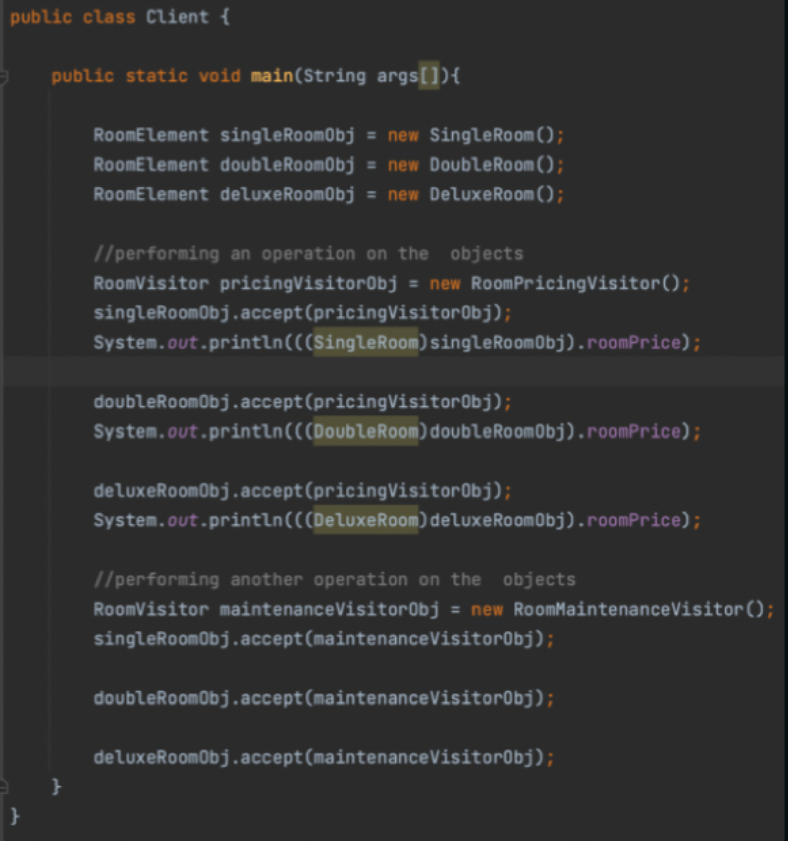 public class Client {
public static void main(String args[]){
RoomElement singleRoomObj = new SingleRoom();
RoomElement doubleRoomObj = new DoubleRoom();
RoomElement deluxeRoomObj = new DeluxeRoom();
//performing an operation on the  objects
RoomVisitor pricingVisitorObj = new RoomPricingVisitor();
singleRoomObj.accept(pricingVisitorObj);
System.out.println(((SingleRoom)singleRoomObj).roomPrice);
doubleRoomObj.accept(pricingVisitorObj);
System.out.println(((DoubleRoom)doubleRoomObj).roomPrice);
deluxeRoomObj.accept(pricingVisitorObj);
System.out.println(((DeluxeRoom)deluxeRoomObj).roomPrice);
//performing another operation on the  objects
RoomVisitor maintenanceVisitorObj = new RoomMaintenanceVisitor();
singleRoomObj.accept(maintenanceVisitorObj);
doubleRoomObj.accept(maintenanceVisitorObj);
deluxeRoomObj.accept(maintenanceVisitorObj);
}
}